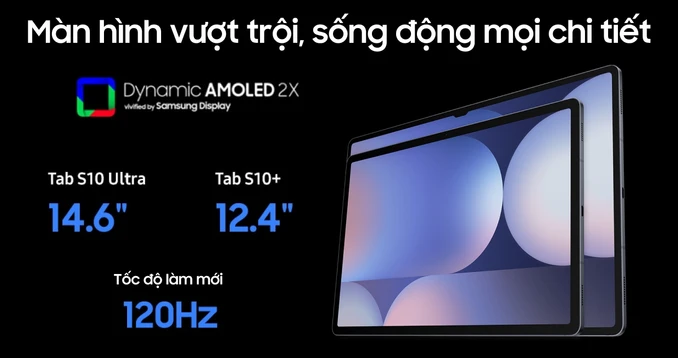 Màn hình vượt trội, sống động mọi chi tiết
Dynamic AMOLED 2X
vivified by Samsung Display
Tab S10 Ultra
14.6"
Tab S10+
12.4"
Tốc độ làm mới
120Hz